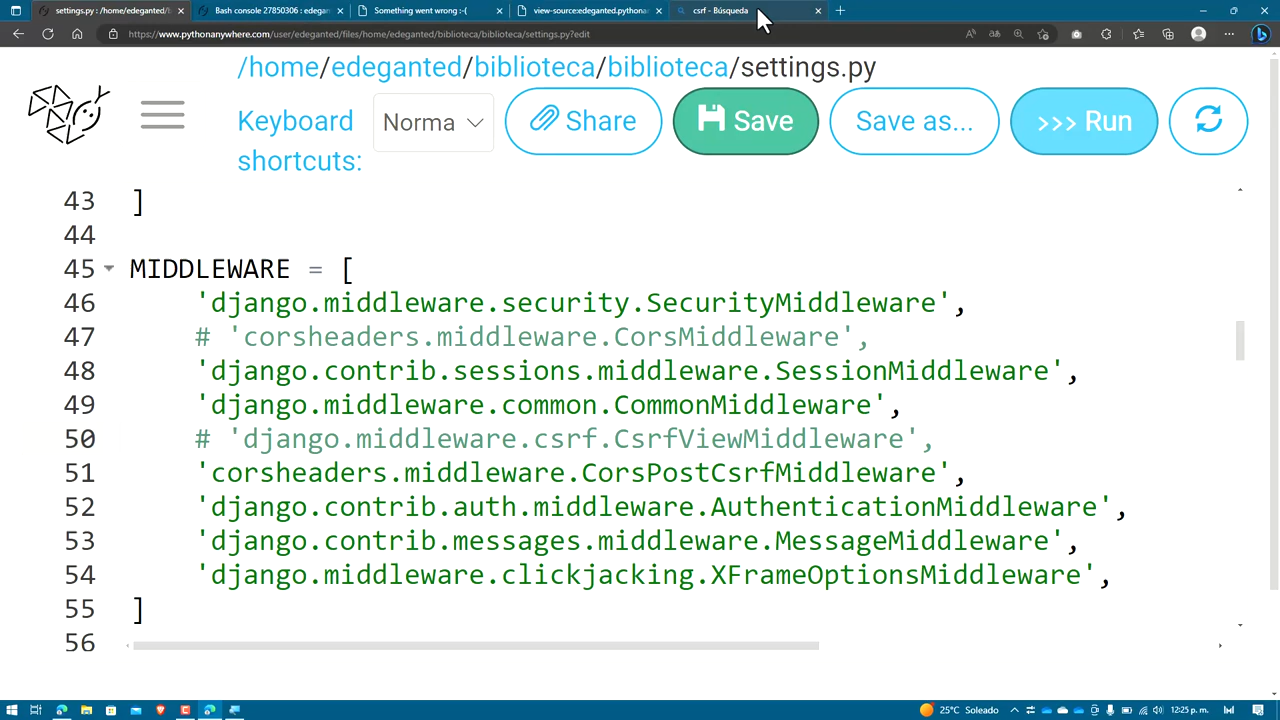 settings.py : /home/edeganted/
Bash console 27850306 : edegan
Something went wrong :-(
view-source:edeganted.pythonan
csrf - Búsqueda
https://www.pythonanywhere.com/user/edeganted/files/home/edeganted/biblioteca/biblioteca/settings.py?edit
/home/edeganted/biblioteca/biblioteca/settings.py
Keyboard shortcuts:
Norma
Share
Save
Save as...
>>> Run
43 ]
44
45 MIDDLEWARE = [
46 'django.middleware.security.SecurityMiddleware',
47 # 'corsheaders.middleware.CorsMiddleware',
48 'django.contrib.sessions.middleware.SessionMiddleware',
49 'django.middleware.common.CommonMiddleware',
50 # 'django.middleware.csrf.CsrfViewMiddleware',
51 'corsheaders.middleware.CorsPostCsrfMiddleware',
52 'django.contrib.auth.middleware.AuthenticationMiddleware',
53 'django.contrib.messages.middleware.MessageMiddleware',
54 'django.middleware.clickjacking.XFrameOptionsMiddleware',
55 ]
56
25°C Soleado
12:25 p. m.